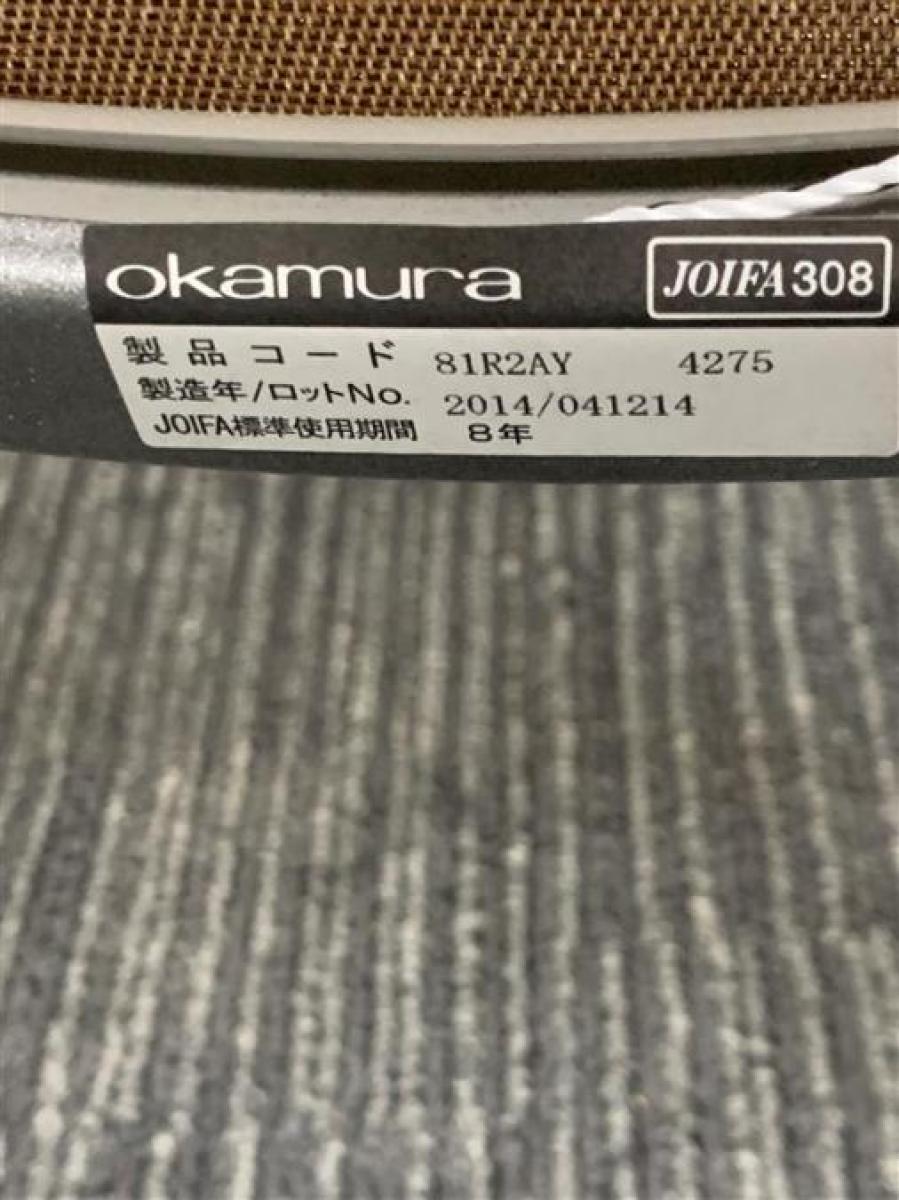 okamura JOIFA308
製品コード 81R2AY 4275
製造年/ロットNo. 2014/041214
JOIFA標準使用期間 8年